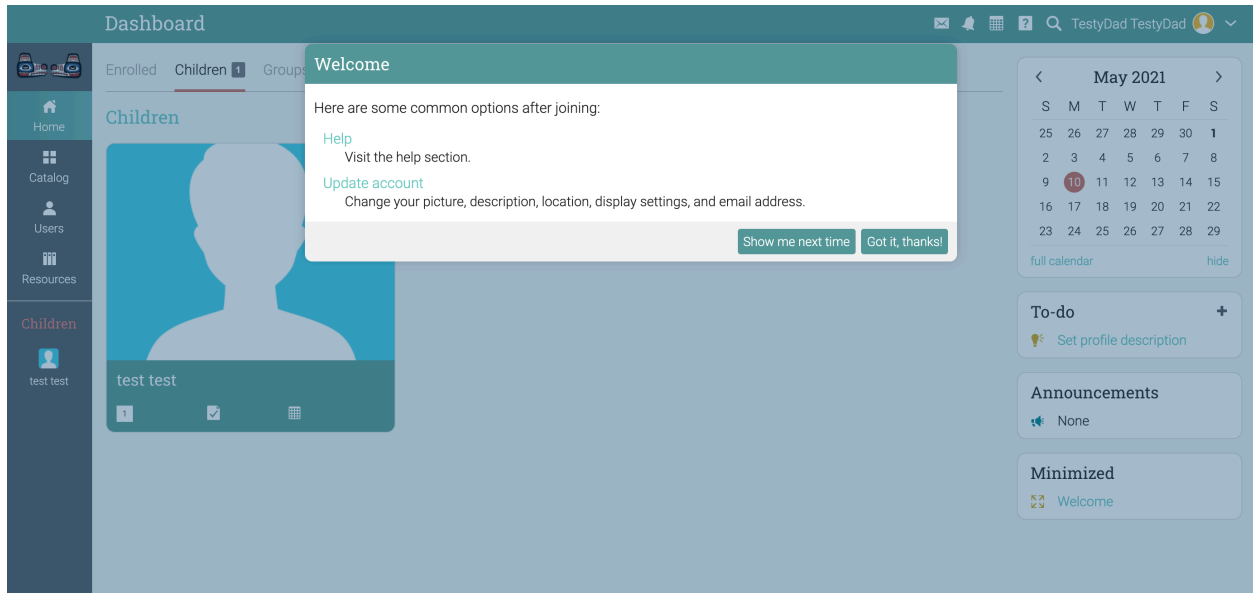 Dashboard
TestyDad TestyDad
Home
Catalog
Users
Resources
Children
test test
Enrolled Children 1 Groups
Children
test test
1
Welcome
Here are some common options after joining:
Help
Visit the help section.
Update account
Change your picture, description, location, display settings, and email address.
Show me next time Got it, thanks!
May 2021
S M T W T F S
25 26 27 28 29 30 1
2 3 4 5 6 7 8
9 10 11 12 13 14 15
16 17 18 19 20 21 22
23 24 25 26 27 28 29
full calendar hide
To-do
Set profile description
Announcements
None
Minimized
Welcome